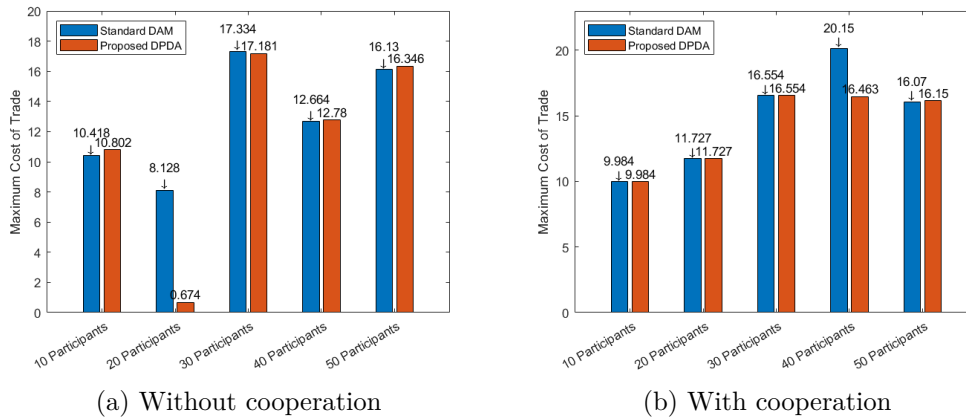 Standard DAM
Proposed DPDA
Maximum Cost of Trade
20
18
16
14
12
10
8
6
4
2
0
10.418
10.802
8.128
0.674
17.334
17.181
12.664
12.78
16.13
16.346
10 Participants
20 Participants
30 Participants
40 Participants
50 Participants
(a) Without cooperation
Standard DAM
Proposed DPDA
Maximum Cost of Trade
20
15
10
5
0
9.984
9.984
11.727
11.727
16.554
16.554
20.15
16.463
16.07
16.15
10 Participants
20 Participants
30 Participants
40 Participants
50 Participants
(b) With cooperation